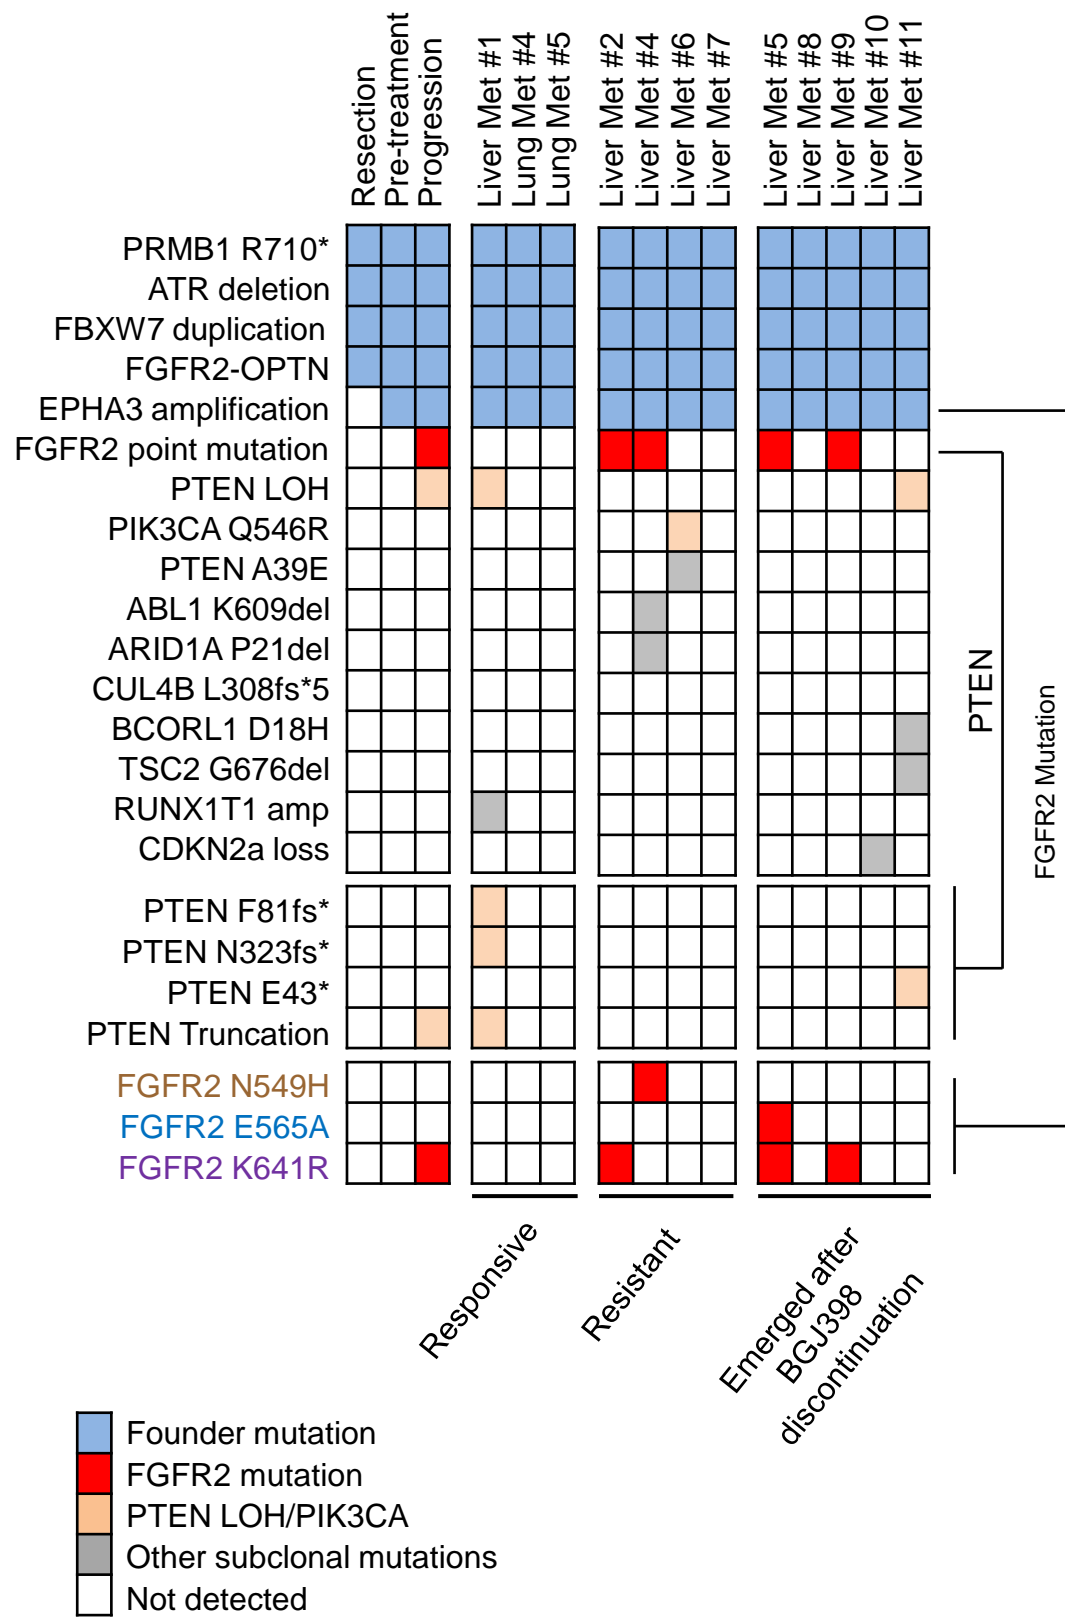 Resection
Pre-treatment
Progression
Liver Met #1
Lung Met #4
Lung Met #5
Liver Met #2
Liver Met #4
Liver Met #6
Liver Met #7
Liver Met #5
Liver Met #8
Liver Met #9
Liver Met #10
Liver Met #11
PRMB1 R710*
ATR deletion
FBXW7 duplication
FGFR2-OPTN
EPHA3 amplification
FGFR2 point mutation
PTEN LOH
PIK3CA Q546R
PTEN A39E
ABL1 K609del
ARID1A P21del
CUL4B L308fs*5
BCORL1 D18H
TSC2 G676del
RUNX1T1 amp
CDKN2a loss
PTEN F81fs*
PTEN N323fs*
PTEN E43*
PTEN Truncation
FGFR2 N549H
FGFR2 E565A
FGFR2 K641R
PTEN
FGFR2 Mutation
Responsive
Resistant
Emerged after
BGJ398
discontinuation
Founder mutation
FGFR2 mutation
PTEN LOH/PIK3CA
Other subclonal mutations
Not detected